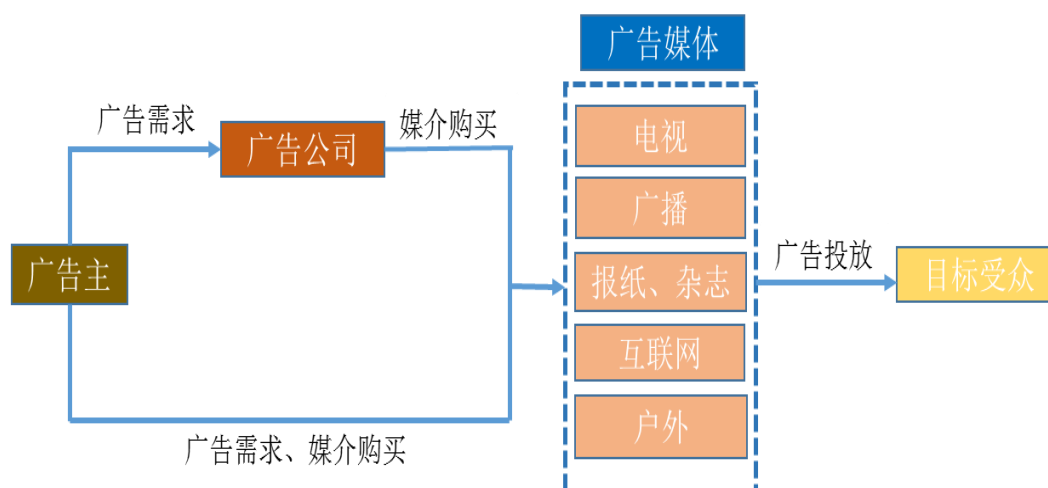 广告媒体
广告需求
媒介购买
广告公司
电视
广播
广告主
报纸、杂志
广告投放
目标受众
互联网
户外
广告需求、媒介购买